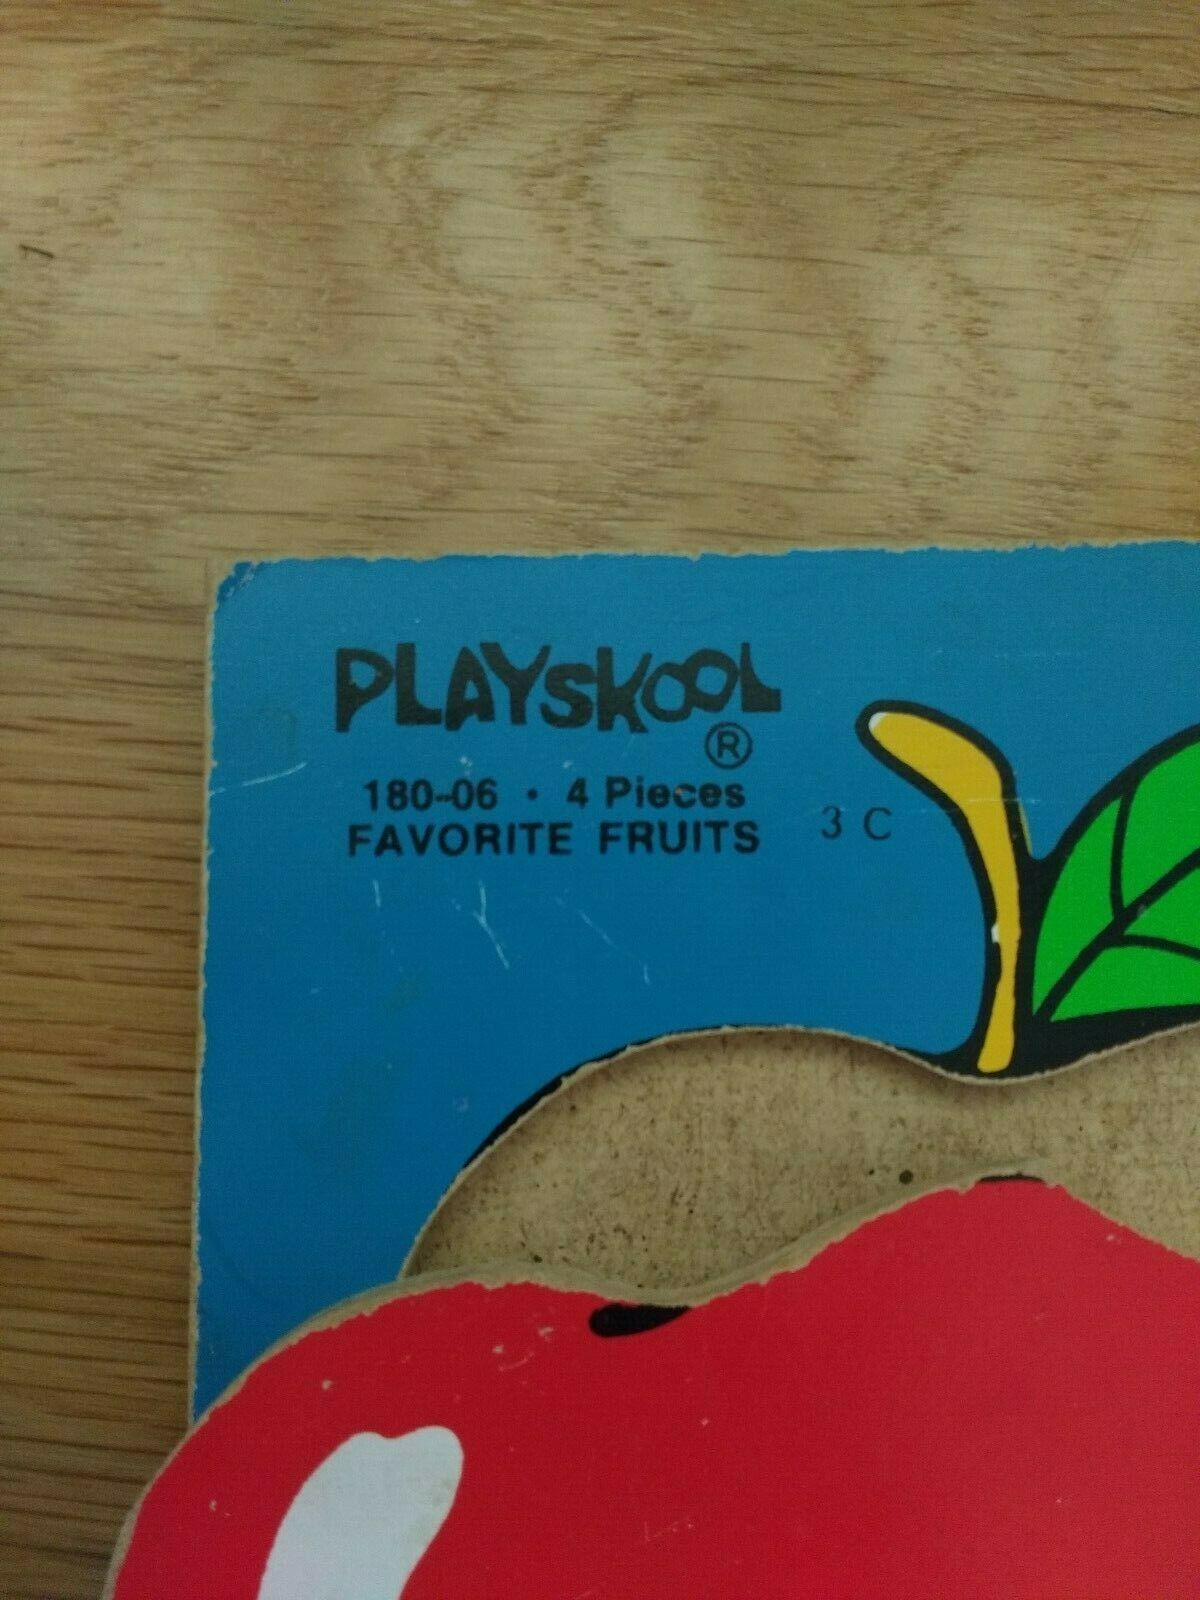 PLAYSKOOL
®
180-06 • 4 Pieces
FAVORITE FRUITS 3 C